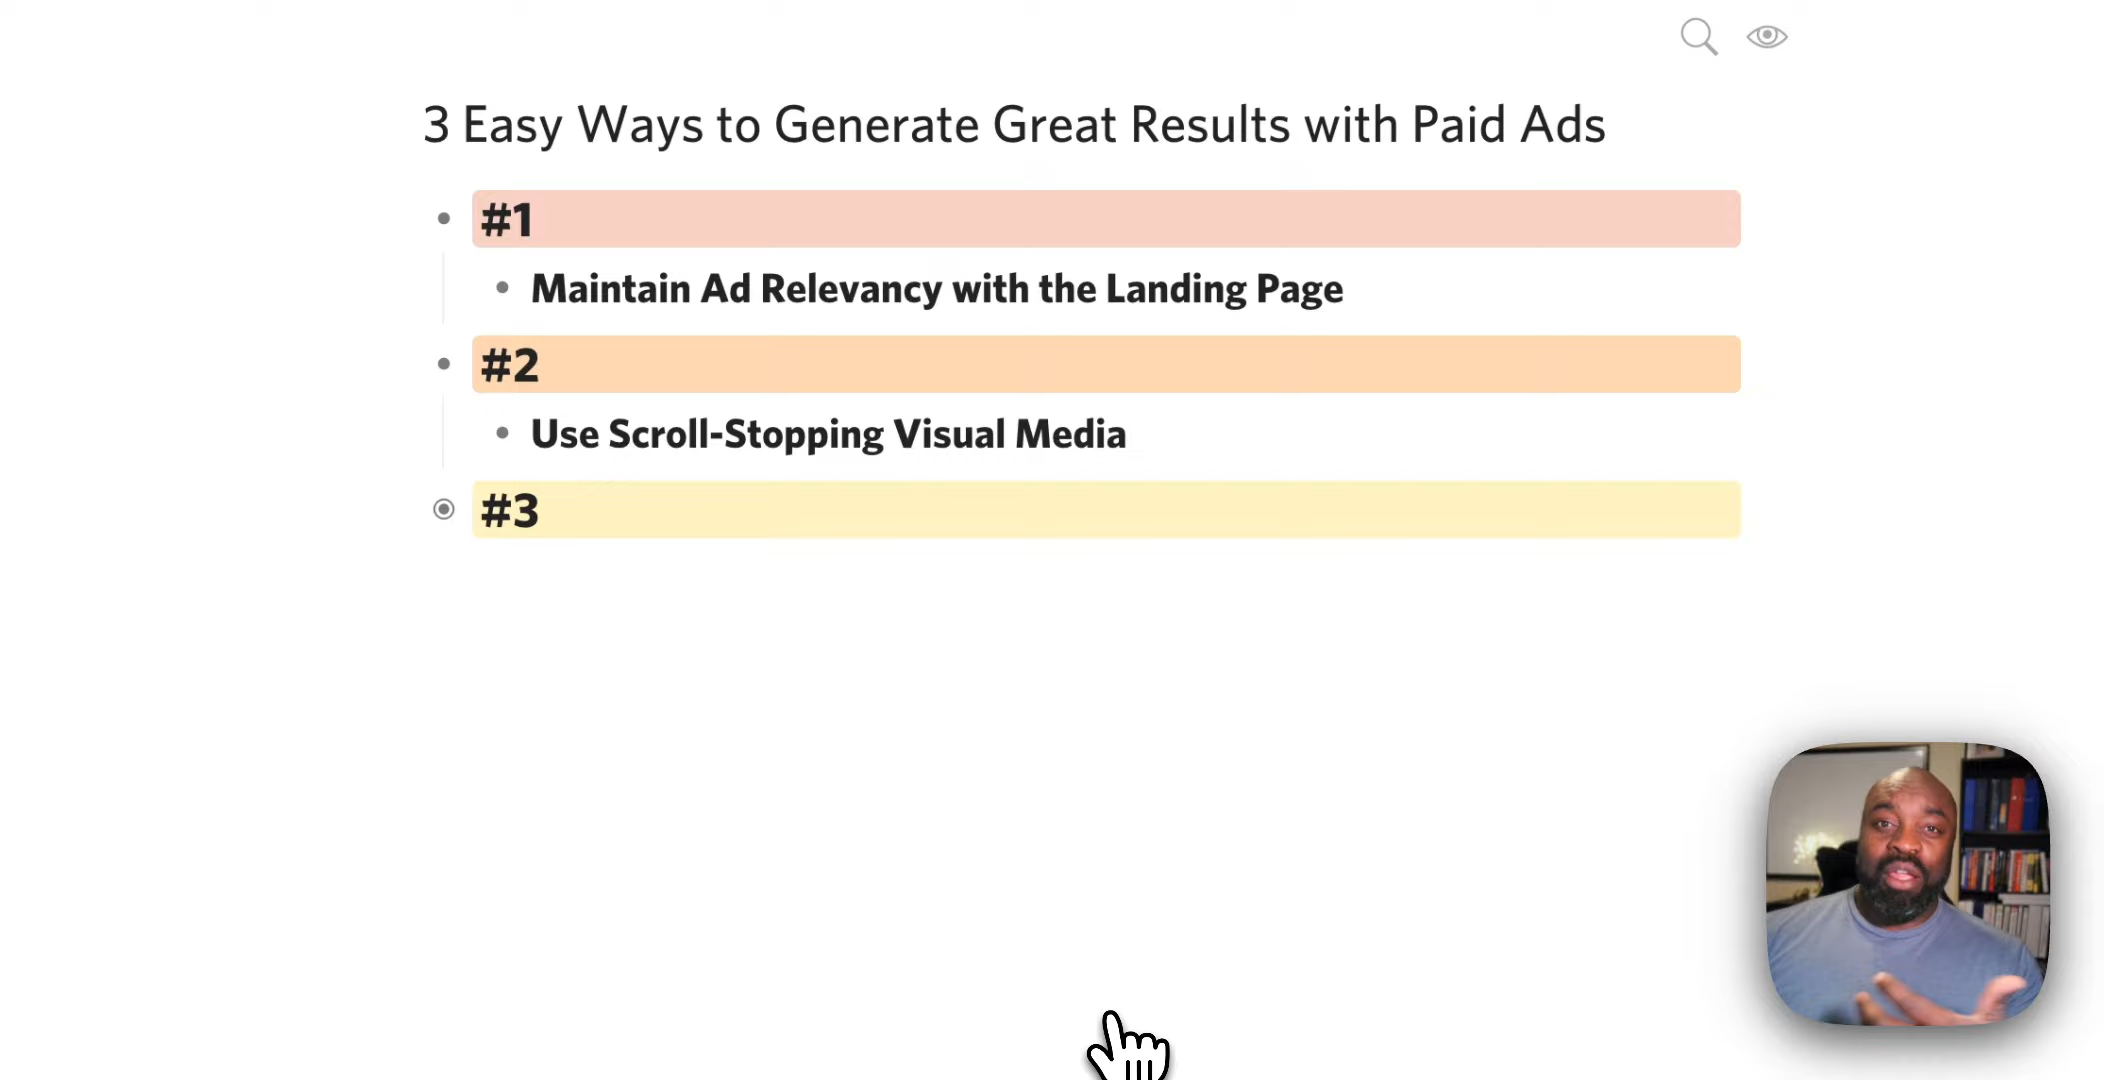 3 Easy Ways to Generate Great Results with Paid Ads
#1
Maintain Ad Relevancy with the Landing Page
#2
Use Scroll-Stopping Visual Media
#3